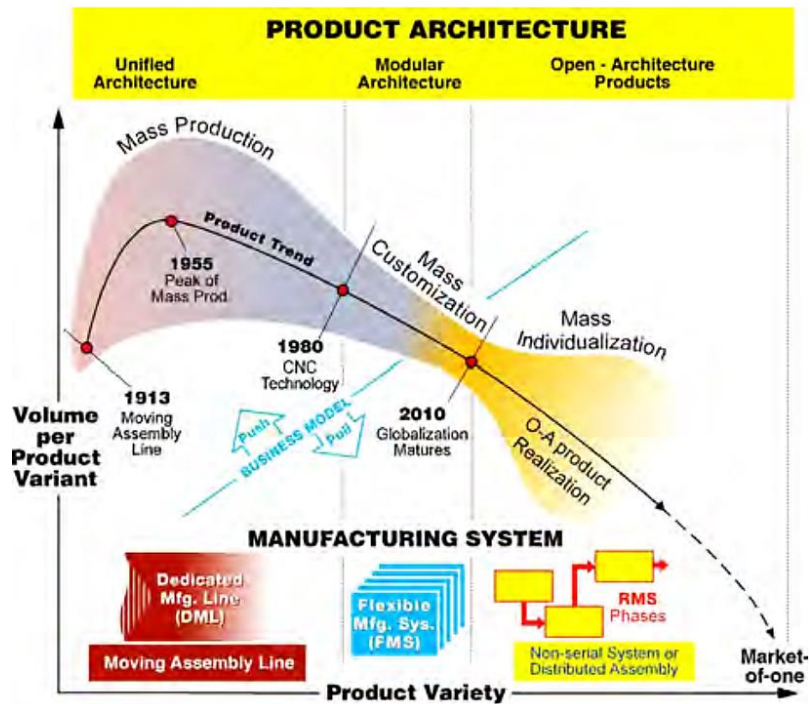 PRODUCT ARCHITECTURE
Unified
Architecture
Modular
Architecture
Open - Architecture
Products
Mass Production
Product Trend
1955
Peak of
Mass Prod
Mass
Customization
Mass
Individualization
1980
CNC
Technology
1913
Moving
Assembly
Line
2010
Globalization
Matures
O-A product
Realization
Push
BUSINESS MODEL
Pull
Volume
per
Product
Variant
MANUFACTURING SYSTEM
Dedicated
Mfg. Line
(DML)
Moving Assembly Line
Flexible
Mfg. Sys.
(FMS)
RMS
Phases
Non-serial System or
Distributed Assembly
Market-
of-one
Product Variety